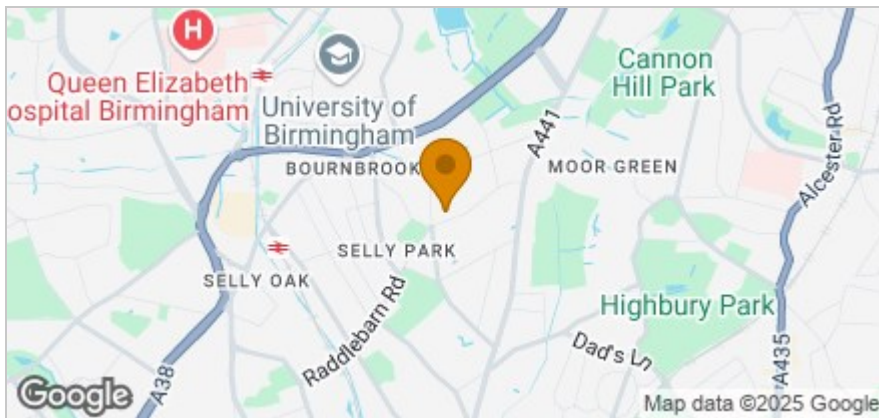 H
Queen Elizabeth
ospital Birmingham
University of
Birmingham
Cannon
Hill Park
A441
Alcester Rd
BOURNBROOK
MOOR GREEN
SELLY PARK
SELLY OAK
Raddlebarn Rd
Highbury Park
Dad's Ln
A38
A435
Google
Map data ©2025 Google